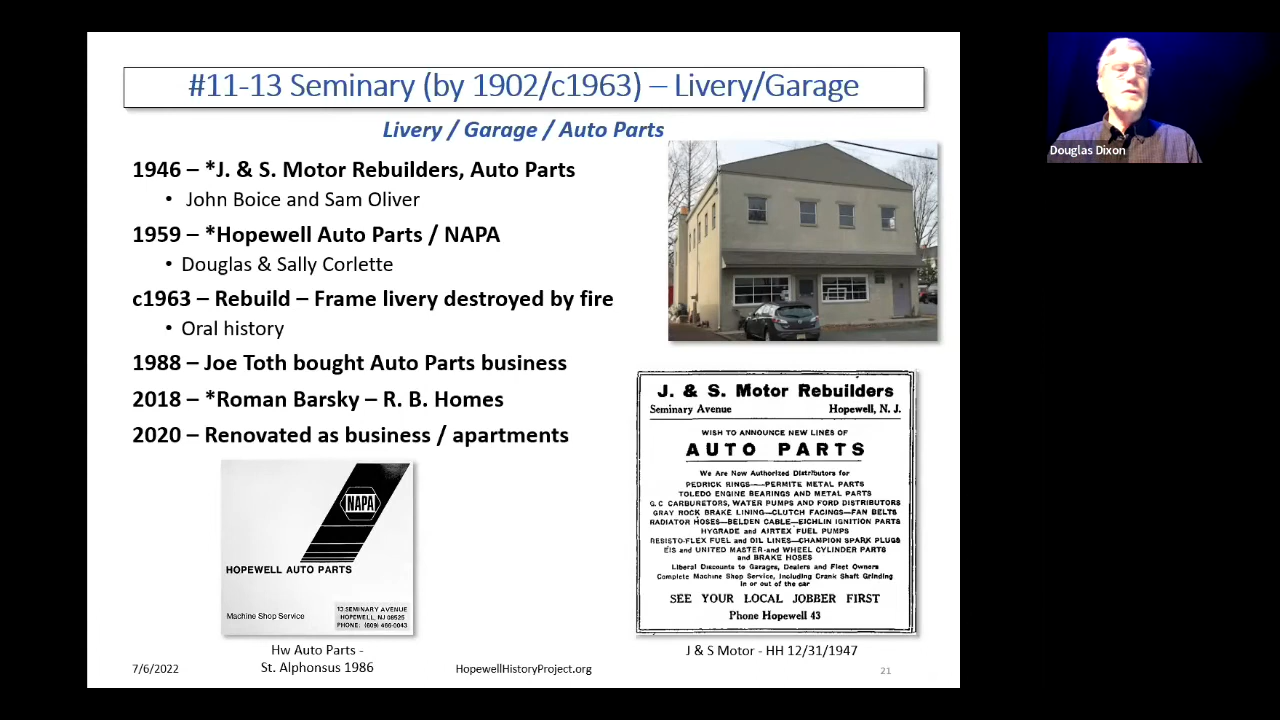 #11-13 Seminary (by 1902/c1963) – Livery/Garage
Livery / Garage / Auto Parts
1946 – *J. & S. Motor Rebuilders, Auto Parts
• John Boice and Sam Oliver
1959 – *Hopewell Auto Parts / NAPA
• Douglas & Sally Corlette
c1963 – Rebuild – Frame livery destroyed by fire
• Oral history
1988 – Joe Toth bought Auto Parts business
2018 – *Roman Barsky – R. B. Homes
2020 – Renovated as business / apartments
NAPA
HOPEWELL AUTO PARTS
Machine Shop Service
13 SEMINARY AVENUE
HOPEWELL, NJ 08525
PHONE: (609) 466-0043
Hw Auto Parts -
St. Alphonsus 1986
J. & S. Motor Rebuilders
Seminary Avenue Hopewell, N. J.
WISH TO ANNOUNCE NEW LINES OF
AUTO PARTS
We Are Now Authorized Distributors for
PEDRICK RINGS—PERMITE METAL PARTS
TOLEDO ENGINE BEARINGS AND METAL PARTS
G.C CARBURETORS, WATER PUMPS AND FORD DISTRIBUTORS
GRAY ROCK BRAKE LINING—CLUTCH FACINGS—FAN BELTS
RADIATOR HOSES—BELDEN CABLE—EICHLIN IGNITION PARTS
HYGRADE and AIRTEX FUEL PUMPS
RESISTO-FLEX FUEL and OIL LINES—CHAMPION SPARK PLUGS
EIS and UNITED MASTER and WHEEL CYLINDER PARTS
and BRAKE HOSES
Liberal Discounts to Garages, Dealers and Fleet Owners
Complete Machine Shop Service, Including Crank Shaft Grinding
in or out of the car
SEE YOUR LOCAL JOBBER FIRST
Phone Hopewell 43
J & S Motor - HH 12/31/1947
7/6/2022
HopewellHistoryProject.org
21
Douglas Dixon